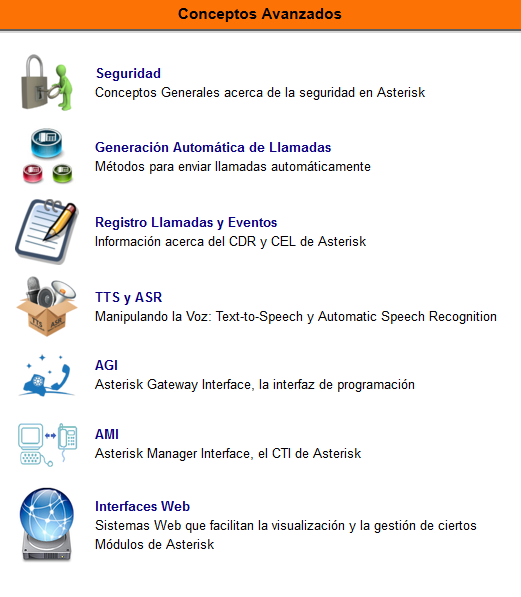 Conceptos Avanzados
Seguridad
Conceptos Generales acerca de la seguridad en Asterisk
Generación Automática de Llamadas
Métodos para enviar llamadas automáticamente
Registro Llamadas y Eventos
Información acerca del CDR y CEL de Asterisk
TTS ASR
TTS y ASR
Manipulando la Voz: Text-to-Speech y Automatic Speech Recognition
AGI
Asterisk Gateway Interface, la interfaz de programación
AMI
Asterisk Manager Interface, el CTI de Asterisk
Interfaces Web
Sistemas Web que facilitan la visualización y la gestión de ciertos
Módulos de Asterisk